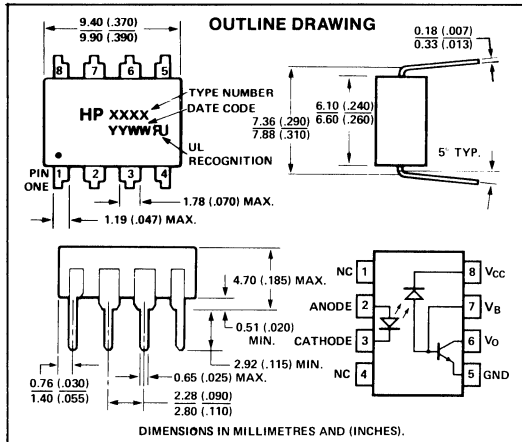 OUTLINE DRAWING
9.40 (.370)
9.90 (.390)
8 7 6 5
HP XXXX
YYWW RU
TYPE NUMBER
DATE CODE
UL
RECOGNITION
PIN
ONE
1 2 3 4
1.78 (.070) MAX.
1.19 (.047) MAX.
0.18 (.007)
0.33 (.013)
7.36 (.290)
7.88 (.310)
6.10 (.240)
6.60 (.260)
5° TYP.
4.70 (.185) MAX.
0.51 (.020)
MIN.
2.92 (.115) MIN.
0.76 (.030)
1.40 (.055)
0.65 (.025) MAX.
2.28 (.090)
2.80 (.110)
NC 1
ANODE 2
CATHODE 3
NC 4
8 VCC
7 VB
6 VO
5 GND
DIMENSIONS IN MILLIMETRES AND (INCHES).